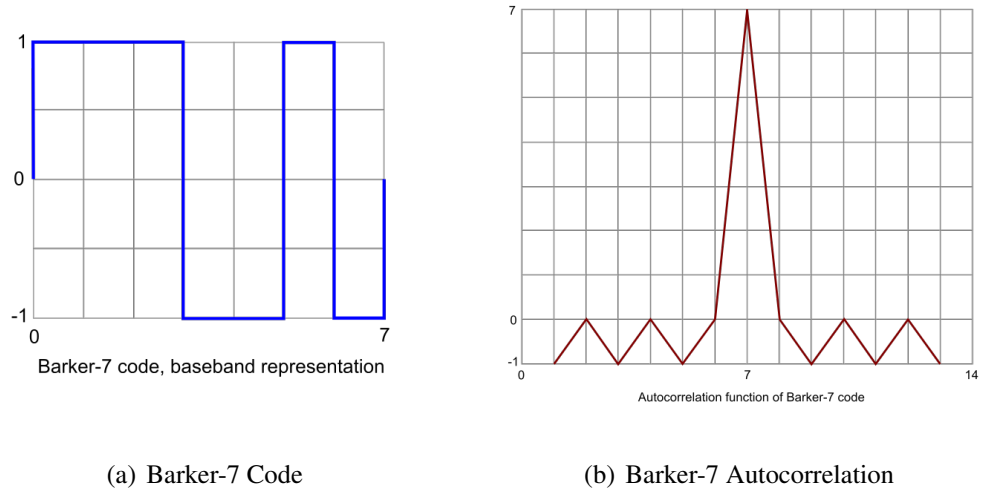 1
0
-1
0
7
Barker-7 code, baseband representation
(a) Barker-7 Code
7
0
-1
0
7
14
Autocorrelation function of Barker-7 code
(b) Barker-7 Autocorrelation